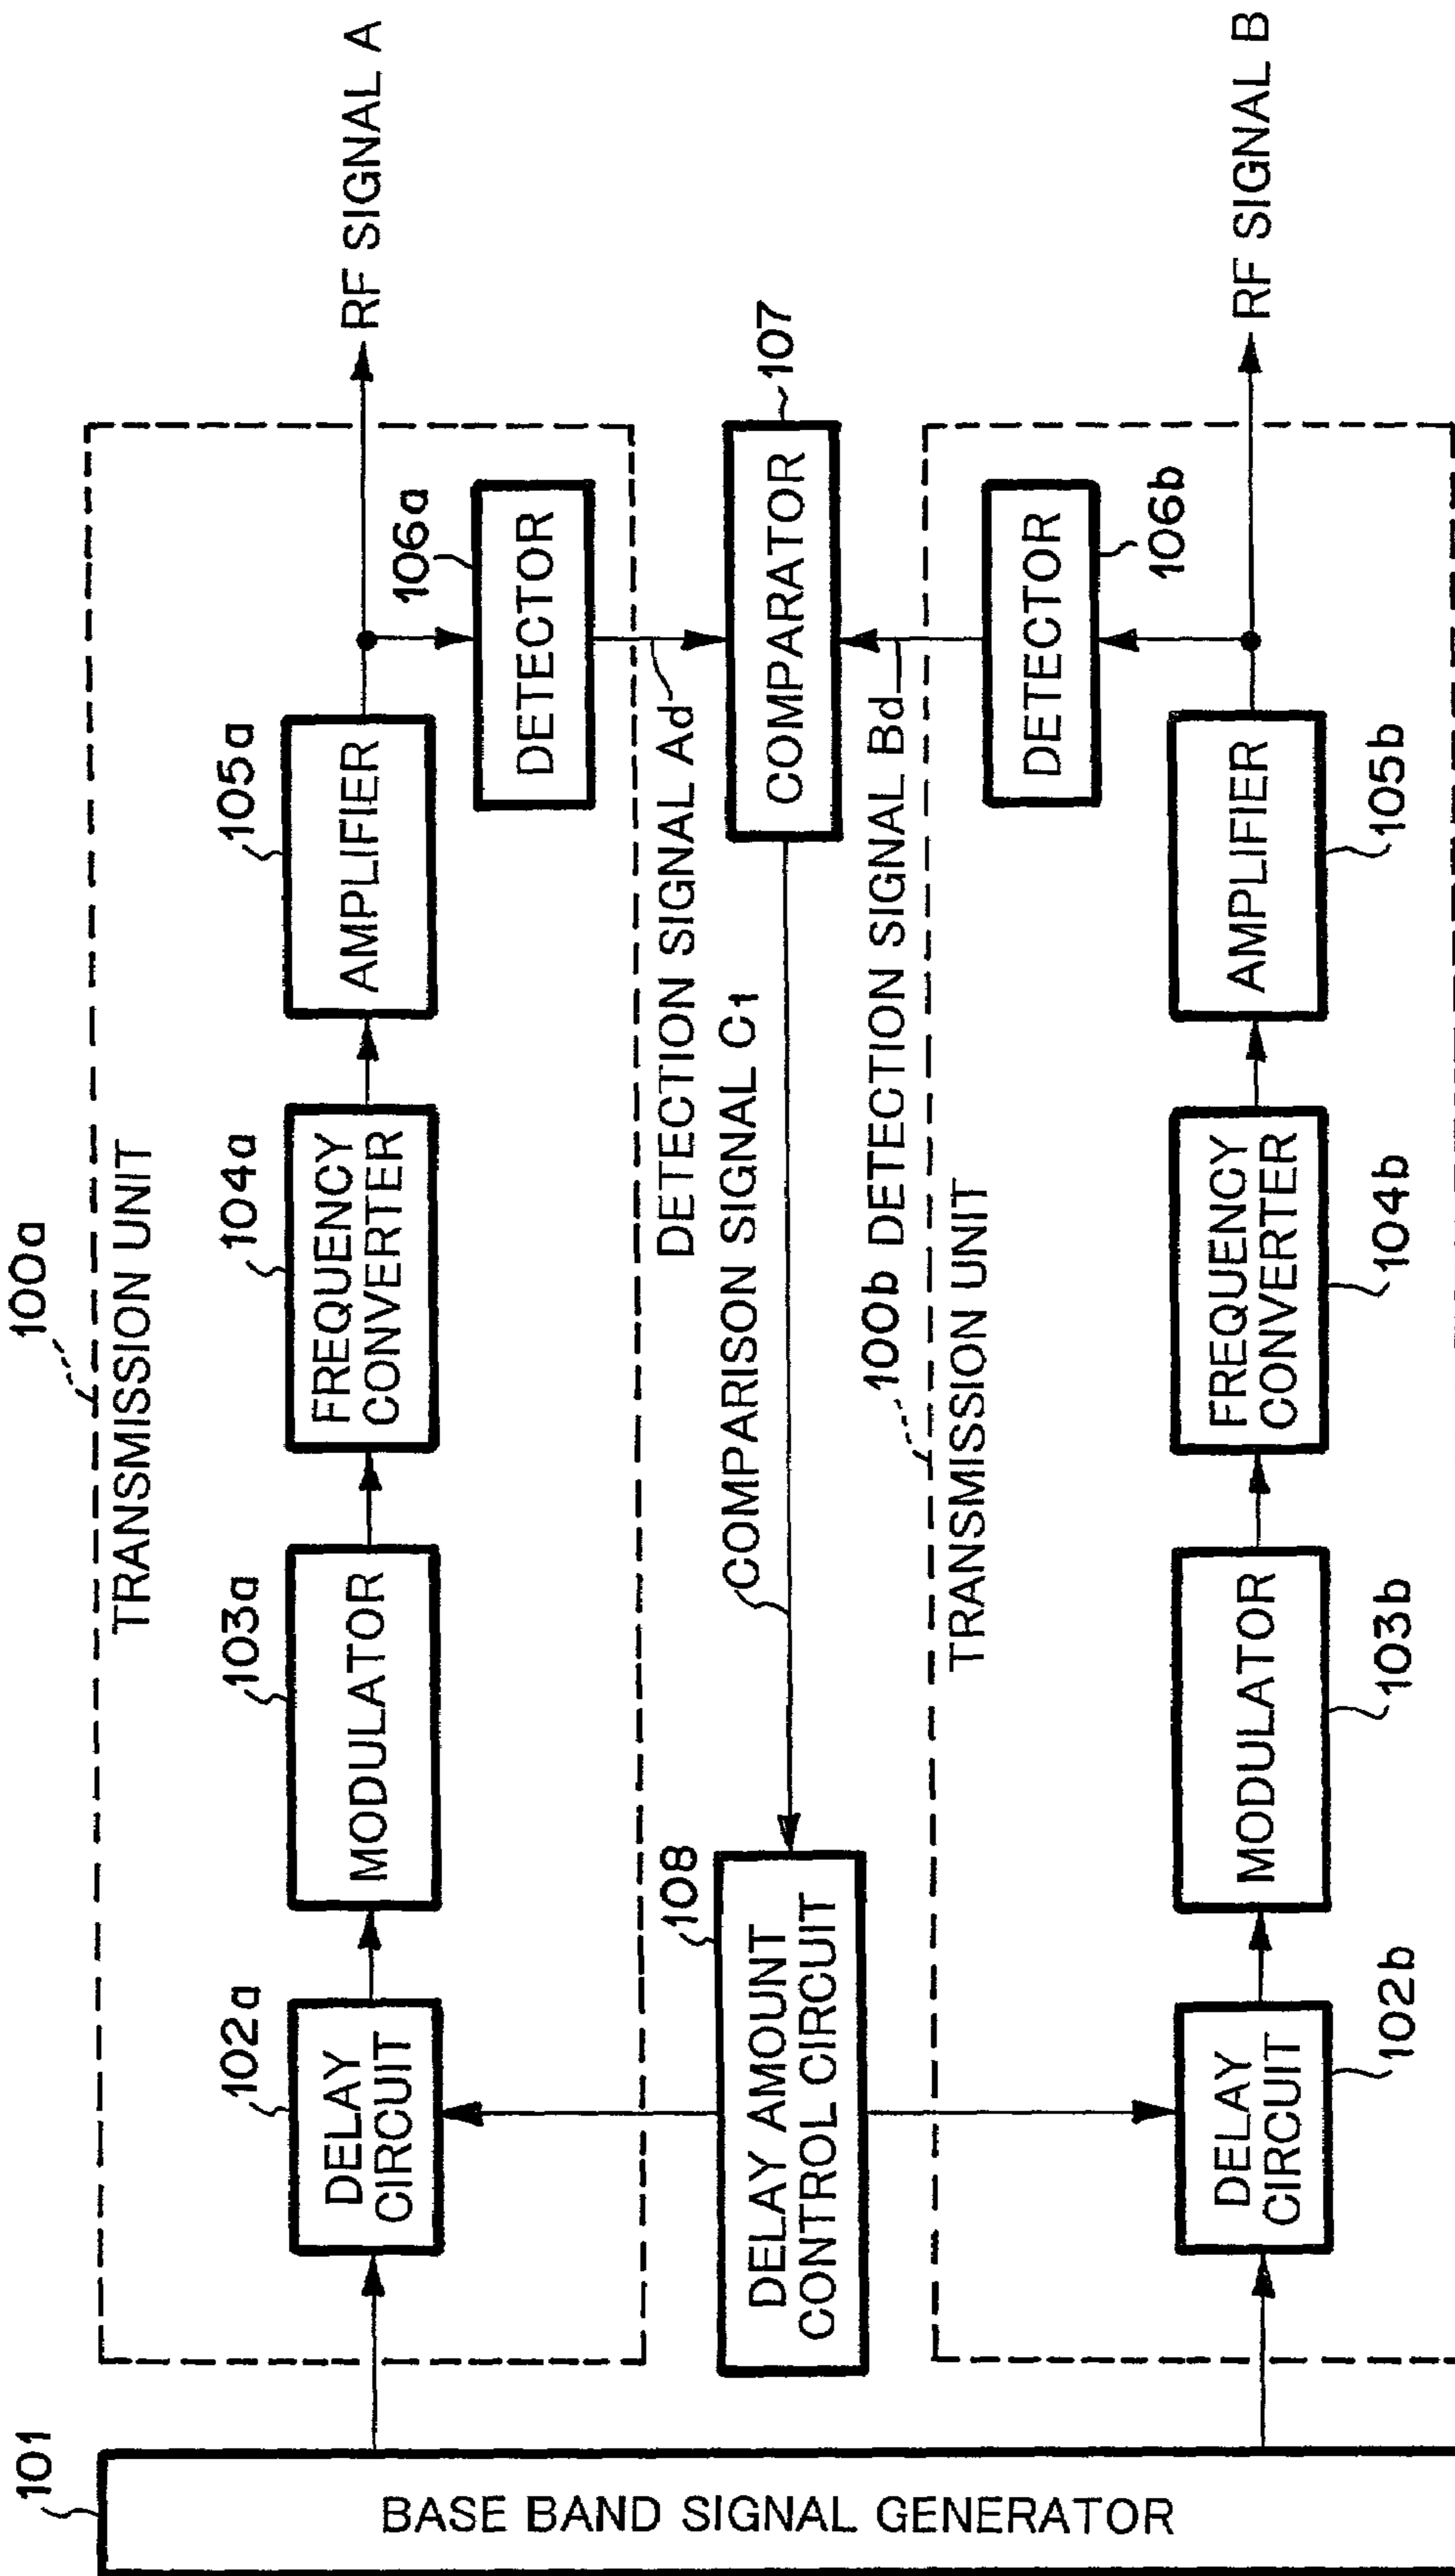 101
BASE BAND SIGNAL GENERATOR
100a
TRANSMISSION UNIT
102a
DELAY
CIRCUIT
103a
MODULATOR
104a
FREQUENCY
CONVERTER
105a
AMPLIFIER
RF SIGNAL A
106a
DETECTOR
DETECTION SIGNAL Ad
108
DELAY AMOUNT
CONTROL CIRCUIT
COMPARISON SIGNAL C1
COMPARATOR
107
100b
DETECTION SIGNAL Bd
TRANSMISSION UNIT
DETECTOR
106b
DELAY
CIRCUIT
102b
MODULATOR
103b
FREQUENCY
CONVERTER
104b
AMPLIFIER
105b
RF SIGNAL B